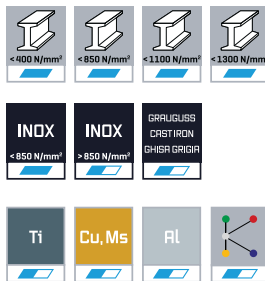 <400 N/mm² <850 N/mm² <1100 N/mm² <1300 N/mm²
INOX INOX GRAUGUSS
CAST IRON
GHISA GRIGIA
<850 N/mm² >850 N/mm²
Ti Cu, Ms Al